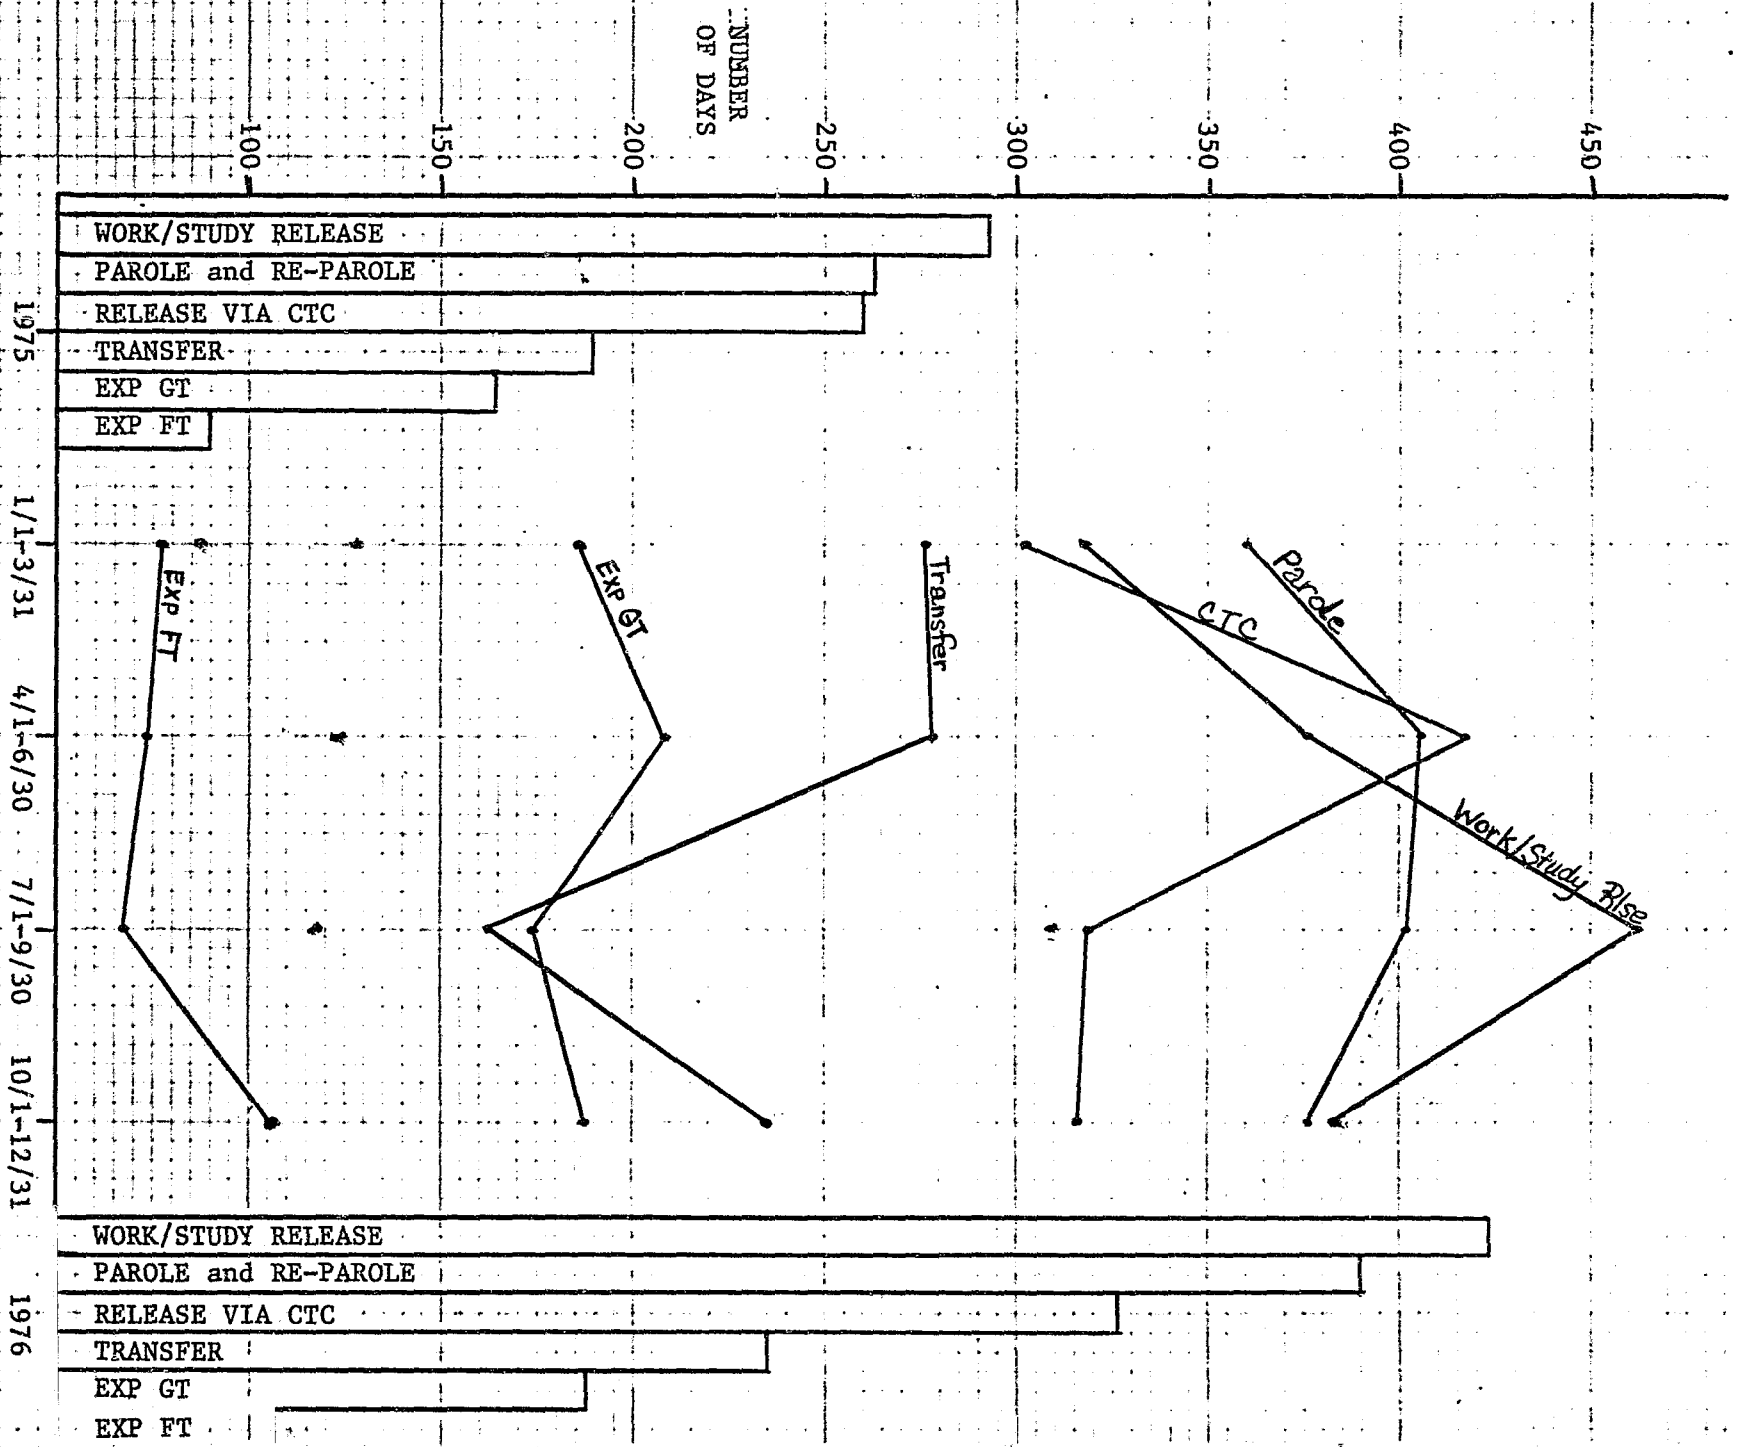 NUMBER
OF DAYS
100
150
200
250
300
350
400
450
WORK/STUDY RELEASE
PAROLE and RE-PAROLE
RELEASE VIA CTC
TRANSFER
EXP GT
EXP FT
1975
1/1-3/31
4/1-6/30
7/1-9/30
10/1-12/31
1976
Exp FT
Exp GT
Transfer
CTC
Parole
Work/Study Rlse
WORK/STUDY RELEASE
PAROLE and RE-PAROLE
RELEASE VIA CTC
TRANSFER
EXP GT
EXP FT